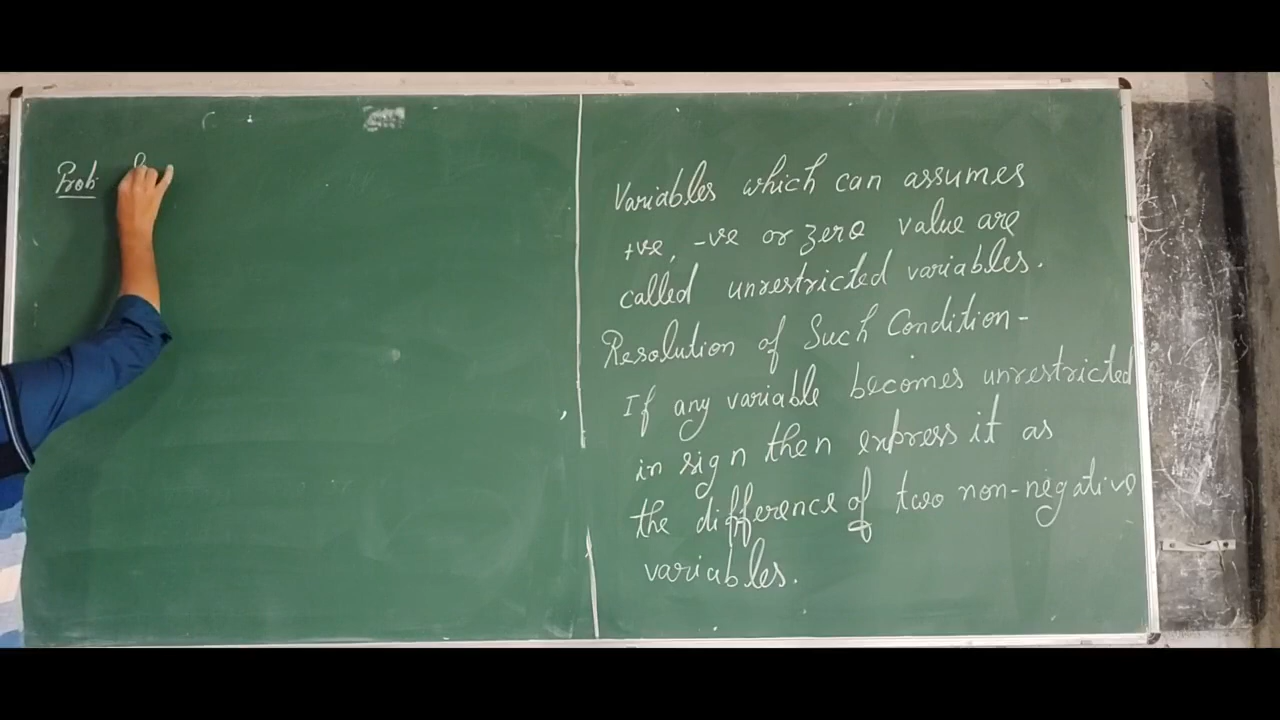 Prob.
Variables which can assumes
+ve, -ve or zero value are
called unrestricted variables.
Resolution of Such Condition-
If any variable becomes unrestricted
in sign then express it as
the difference of two non-negative
variables.